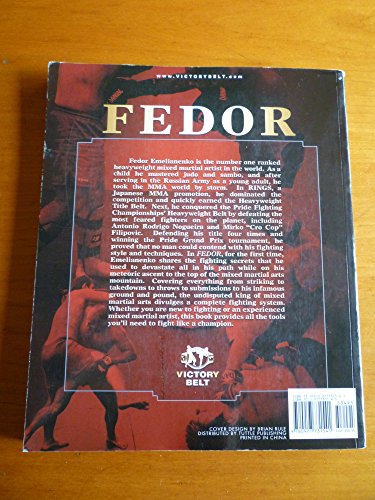 www.VICTORYBELT.com
FEDOR
Fedor Emelianenko is the number one ranked
heavyweight mixed martial artist in the world. As a
child he mastered judo and sambo, and after
serving in the Russian Army as a young adult, he
took the MMA world by storm. In RINGS, a
Japanese MMA promotion, he dominated the
competition and quickly earned the Heavyweight
Title Belt. Next, he conquered the Pride Fighting
Championships' Heavyweight Belt by defeating the
most feared fighters on the planet, including
Antonio Rodrigo Nogueira and Mirko "Cro Cop"
Filipovic. Defending his title four times and
winning the Pride Grand Prix tournament, he
proved that no man could contend with his fighting
style and techniques. In FEDOR, for the first time,
Emelianenko shares the fighting secrets that he
used to devastate all in his path while on his
meteoric ascent to the top of the mixed martial arts
mountain. Covering everything from striking to
takedowns to throws to submissions to his infamous
ground and pound, the undisputed king of mixed
martial arts divulges a complete fighting system.
Whether you are new to fighting or an experienced
mixed martial artist, this book provides all the tools
you'll need to fight like a champion.
VICTORY
BELT
COVER DESIGN BY BRIAN RULE
DISTRIBUTED BY TUTTLE PUBLISHING
PRINTED IN CHINA